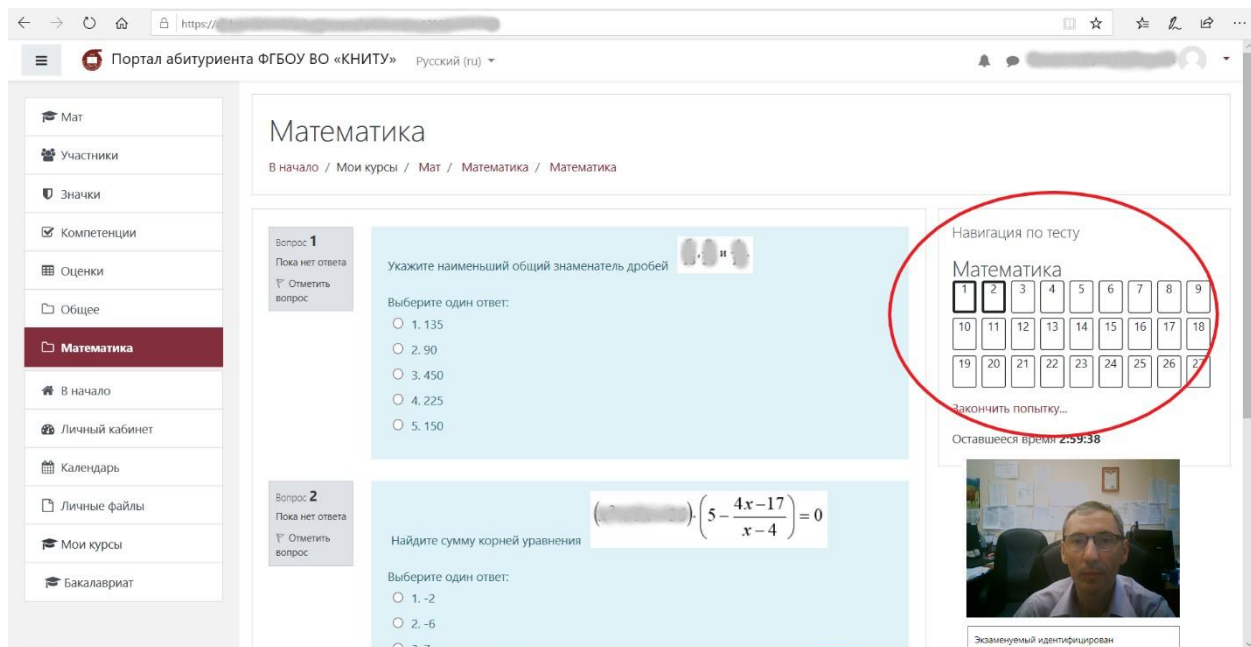 https://
Портал абитуриента ФГБОУ ВО «КНИТУ» Русский (ru)
Мат
Участники
Значки
Компетенции
Оценки
Общее
Математика
В начало
Личный кабинет
Календарь
Личные файлы
Мои курсы
Бакалавриат
Математика
В начало / Мои курсы / Мат / Математика / Математика
Вопрос 1
Пока нет ответа
Отметить
вопрос
Укажите наименьший общий знаменатель дробей , и .
Выберите один ответ:
1. 135
2. 90
3. 450
4. 225
5. 150
Вопрос 2
Пока нет ответа
Отметить
вопрос
Найдите сумму корней уравнения ( )·(5 − (4x−17)/(x−4)) = 0
Выберите один ответ:
1. -2
2. -6
Навигация по тесту
Математика
1 2 3 4 5 6 7 8 9
10 11 12 13 14 15 16 17 18
19 20 21 22 23 24 25 26 27
Закончить попытку...
Оставшееся время 2:59:38
Экзаменуемый идентифицирован